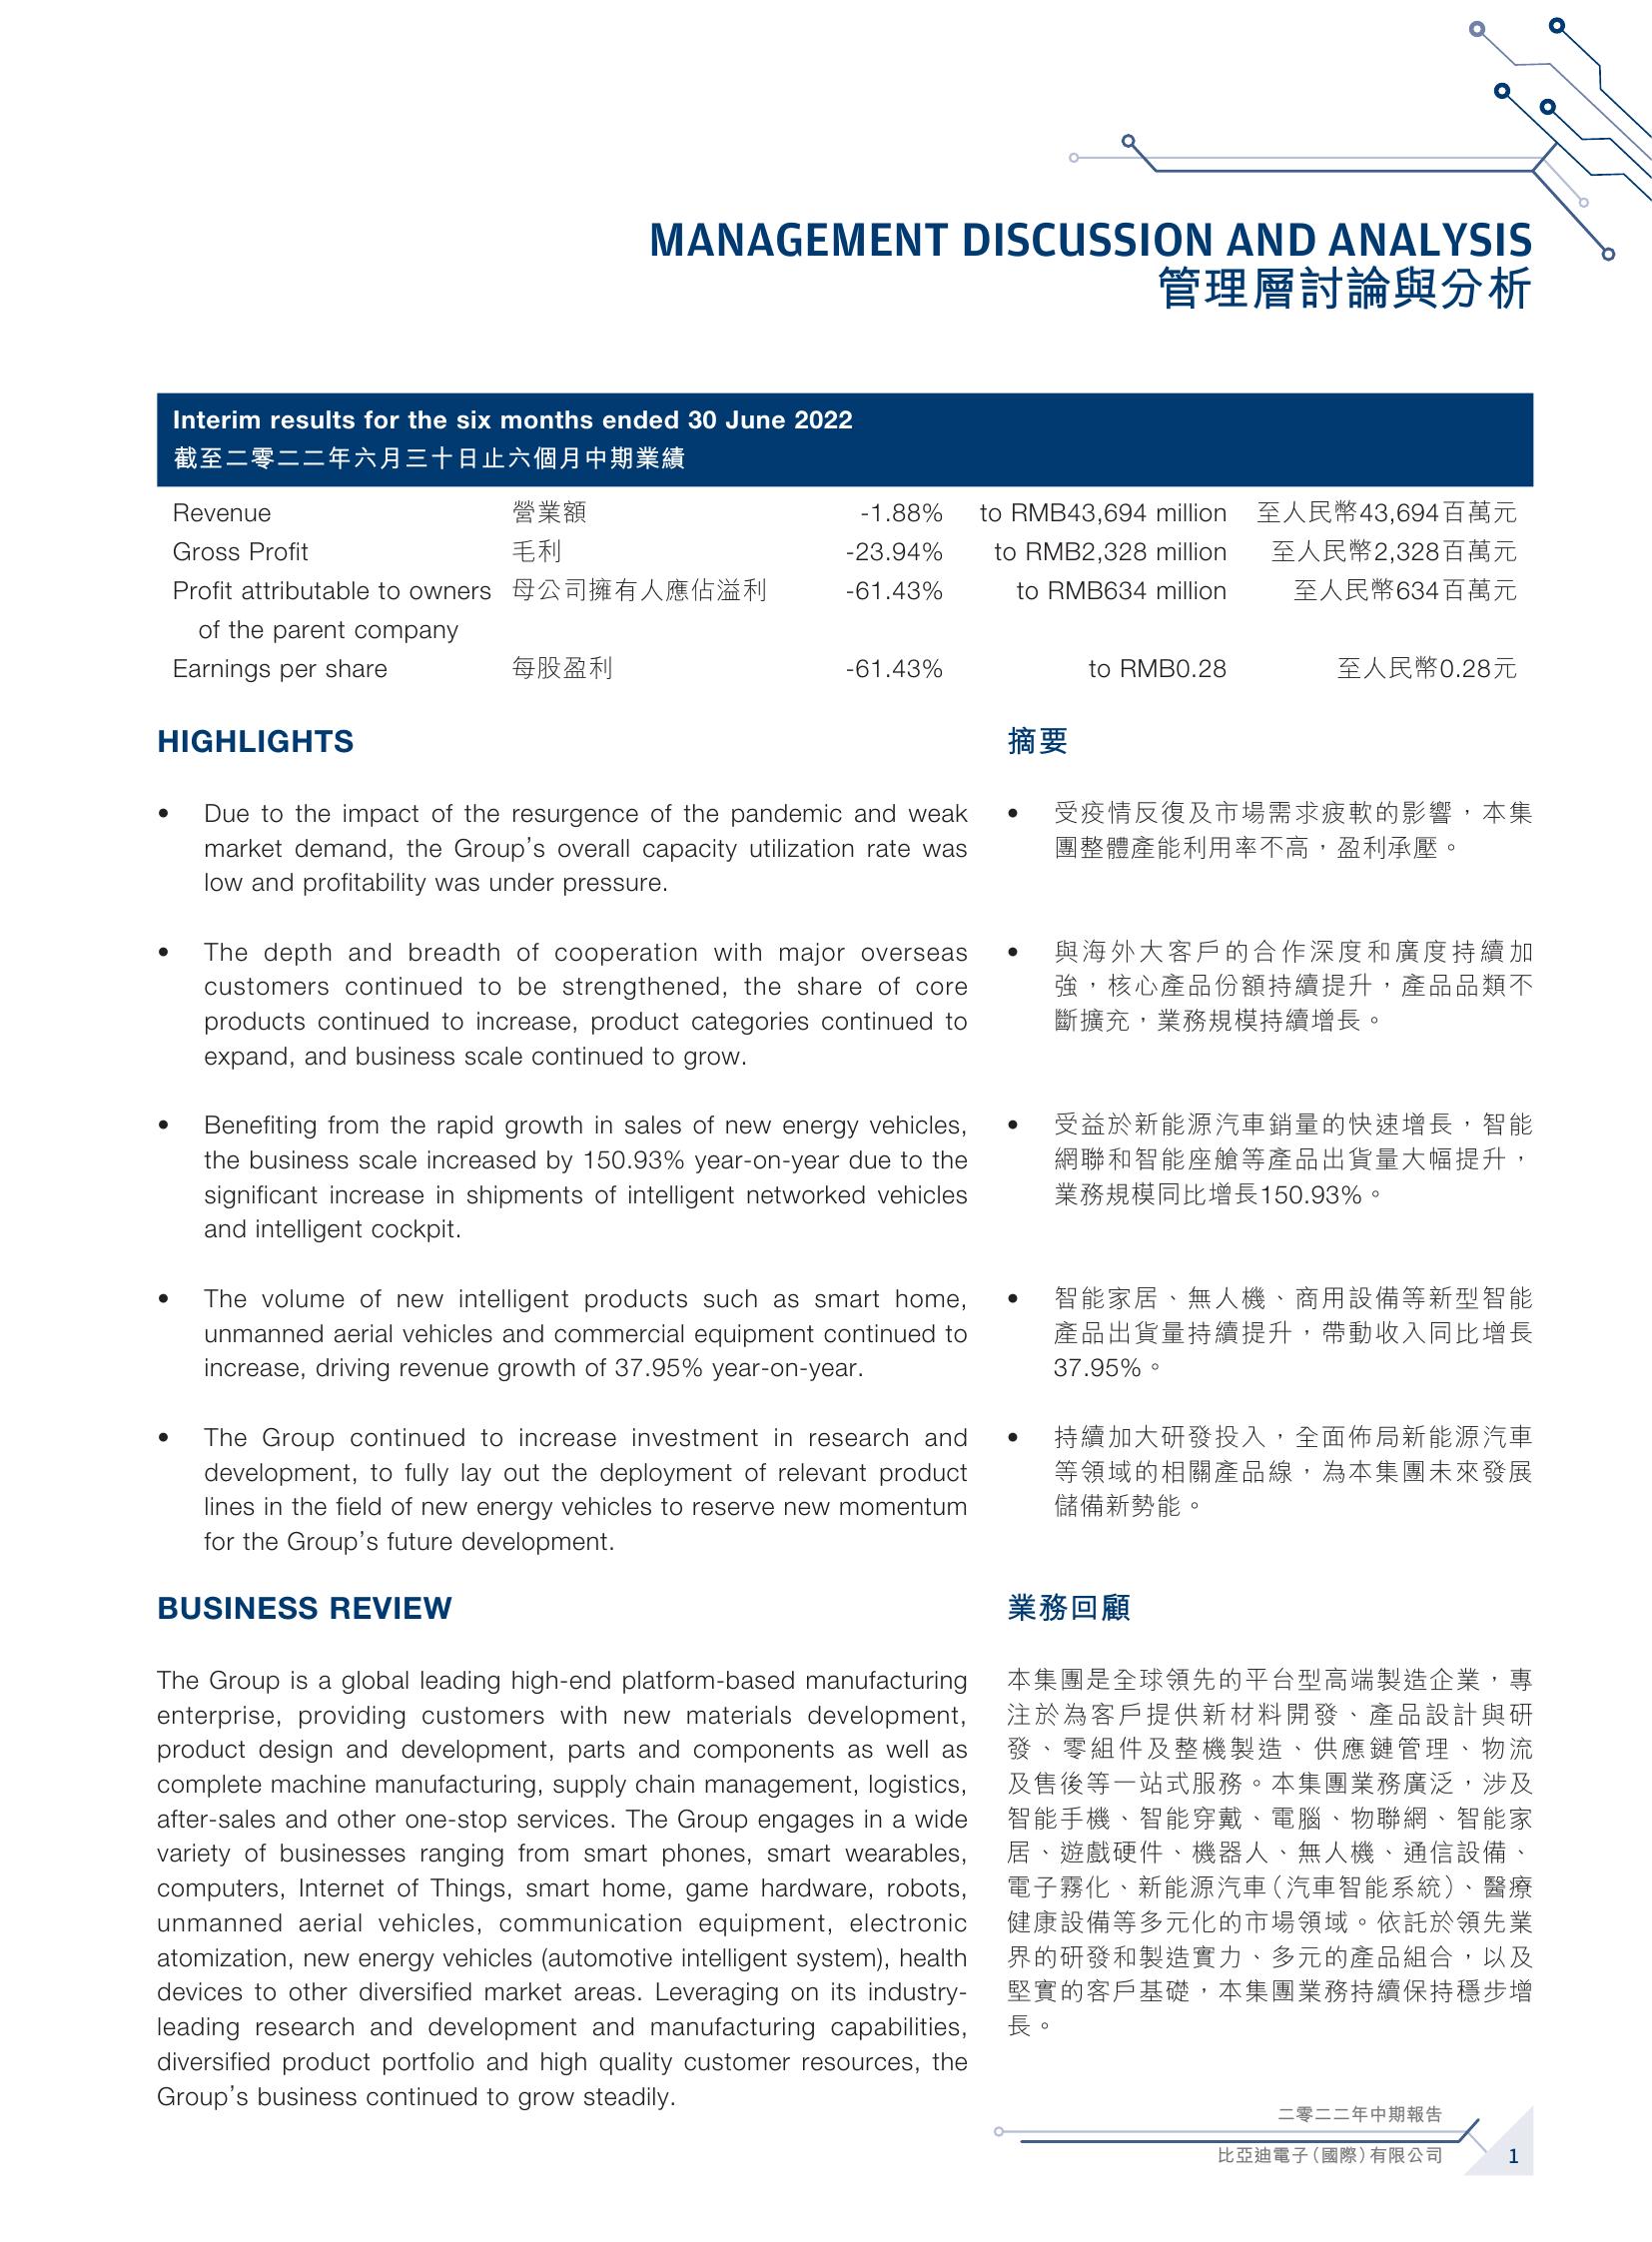 MANAGEMENT DISCUSSION AND ANALYSIS
管理層討論與分析
Interim results for the six months ended 30 June 2022
截至二零二二年六月三十日止六個月中期業績
Revenue 營業額 -1.88% to RMB43,694 million 至人民幣43,694百萬元
Gross Profit 毛利 -23.94% to RMB2,328 million 至人民幣2,328百萬元
Profit attributable to owners 母公司擁有人應佔溢利 -61.43% to RMB634 million 至人民幣634百萬元
of the parent company
Earnings per share 每股盈利 -61.43% to RMB0.28 至人民幣0.28元
HIGHLIGHTS
• Due to the impact of the resurgence of the pandemic and weak
market demand, the Group’s overall capacity utilization rate was
low and profitability was under pressure.
• The depth and breadth of cooperation with major overseas
customers continued to be strengthened, the share of core
products continued to increase, product categories continued to
expand, and business scale continued to grow.
• Benefiting from the rapid growth in sales of new energy vehicles,
the business scale increased by 150.93% year-on-year due to the
significant increase in shipments of intelligent networked vehicles
and intelligent cockpit.
• The volume of new intelligent products such as smart home,
unmanned aerial vehicles and commercial equipment continued to
increase, driving revenue growth of 37.95% year-on-year.
• The Group continued to increase investment in research and
development, to fully lay out the deployment of relevant product
lines in the field of new energy vehicles to reserve new momentum
for the Group’s future development.
摘要
• 受疫情反復及市場需求疲軟的影響，本集
團整體產能利用率不高，盈利承壓。
• 與海外大客戶的合作深度和廣度持續加
強，核心產品份額持續提升，產品品類不
斷擴充，業務規模持續增長。
• 受益於新能源汽車銷量的快速增長，智能
網聯和智能座艙等產品出貨量大幅提升，
業務規模同比增長150.93%。
• 智能家居、無人機、商用設備等新型智能
產品出貨量持續提升，帶動收入同比增長
37.95%。
• 持續加大研發投入，全面佈局新能源汽車
等領域的相關產品線，為本集團未來發展
儲備新勢能。
BUSINESS REVIEW
The Group is a global leading high-end platform-based manufacturing
enterprise, providing customers with new materials development,
product design and development, parts and components as well as
complete machine manufacturing, supply chain management, logistics,
after-sales and other one-stop services. The Group engages in a wide
variety of businesses ranging from smart phones, smart wearables,
computers, Internet of Things, smart home, game hardware, robots,
unmanned aerial vehicles, communication equipment, electronic
atomization, new energy vehicles (automotive intelligent system), health
devices to other diversified market areas. Leveraging on its industry-
leading research and development and manufacturing capabilities,
diversified product portfolio and high quality customer resources, the
Group’s business continued to grow steadily.
業務回顧
本集團是全球領先的平台型高端製造企業，專
注於為客戶提供新材料開發、產品設計與研
發、零組件及整機製造、供應鏈管理、物流
及售後等一站式服務。本集團業務廣泛，涉及
智能手機、智能穿戴、電腦、物聯網、智能家
居、遊戲硬件、機器人、無人機、通信設備、
電子霧化、新能源汽車（汽車智能系統）、醫療
健康設備等多元化的市場領域。依託於領先業
界的研發和製造實力、多元的產品組合，以及
堅實的客戶基礎，本集團業務持續保持穩步增
長。
二零二二年中期報告
比亞迪電子（國際）有限公司 1